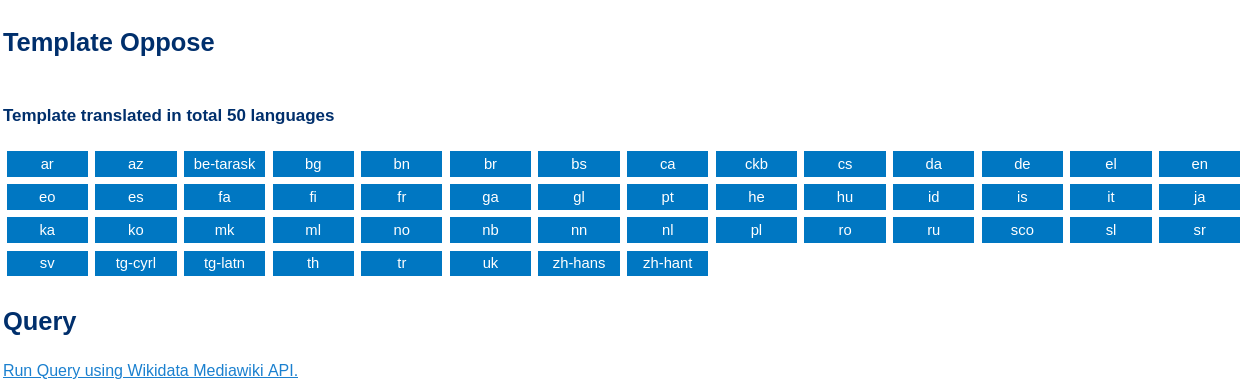 Template Oppose
Template translated in total 50 languages
ar az be-tarask bg bn br bs ca ckb cs da de el en
eo es fa fi fr ga gl pt he hu id is it ja
ka ko mk ml no nb nn nl pl ro ru sco sl sr
sv tg-cyrl tg-latn th tr uk zh-hans zh-hant
Query
Run Query using Wikidata Mediawiki API.